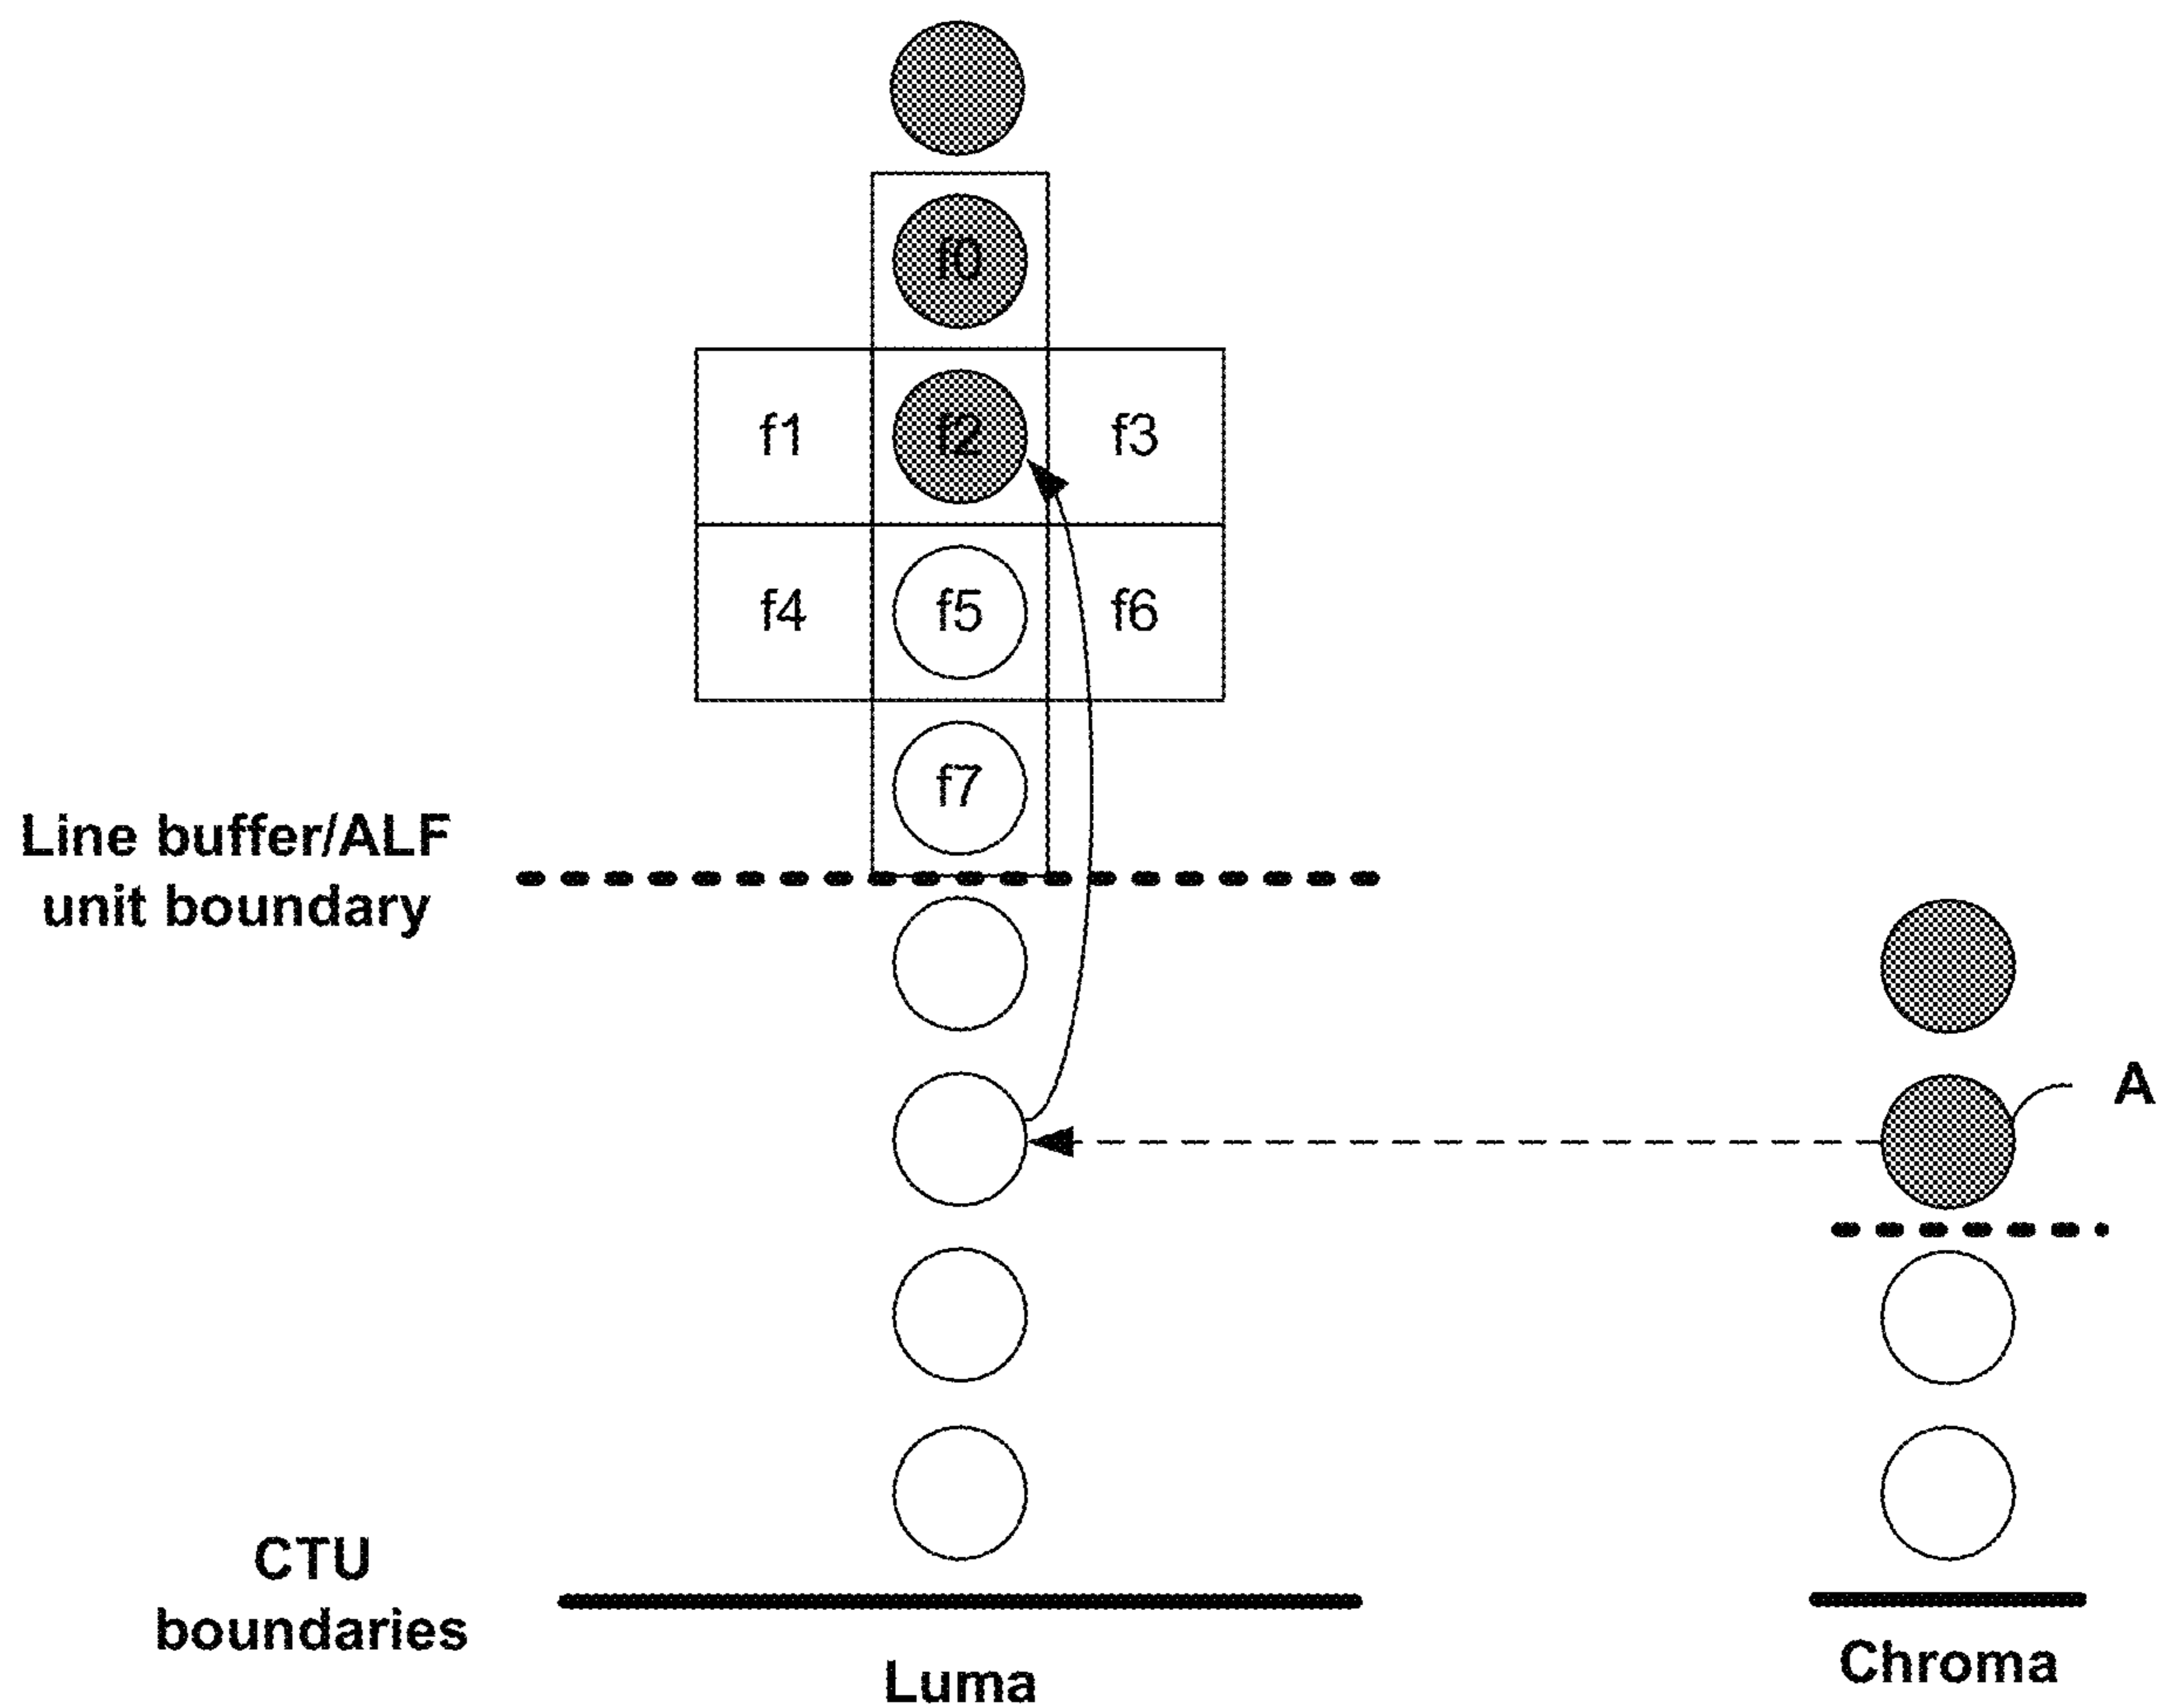 f0
f1 f2 f3
f4 f5 f6
f7
Line buffer/ALF
unit boundary
A
CTU
boundaries
Luma
Chroma